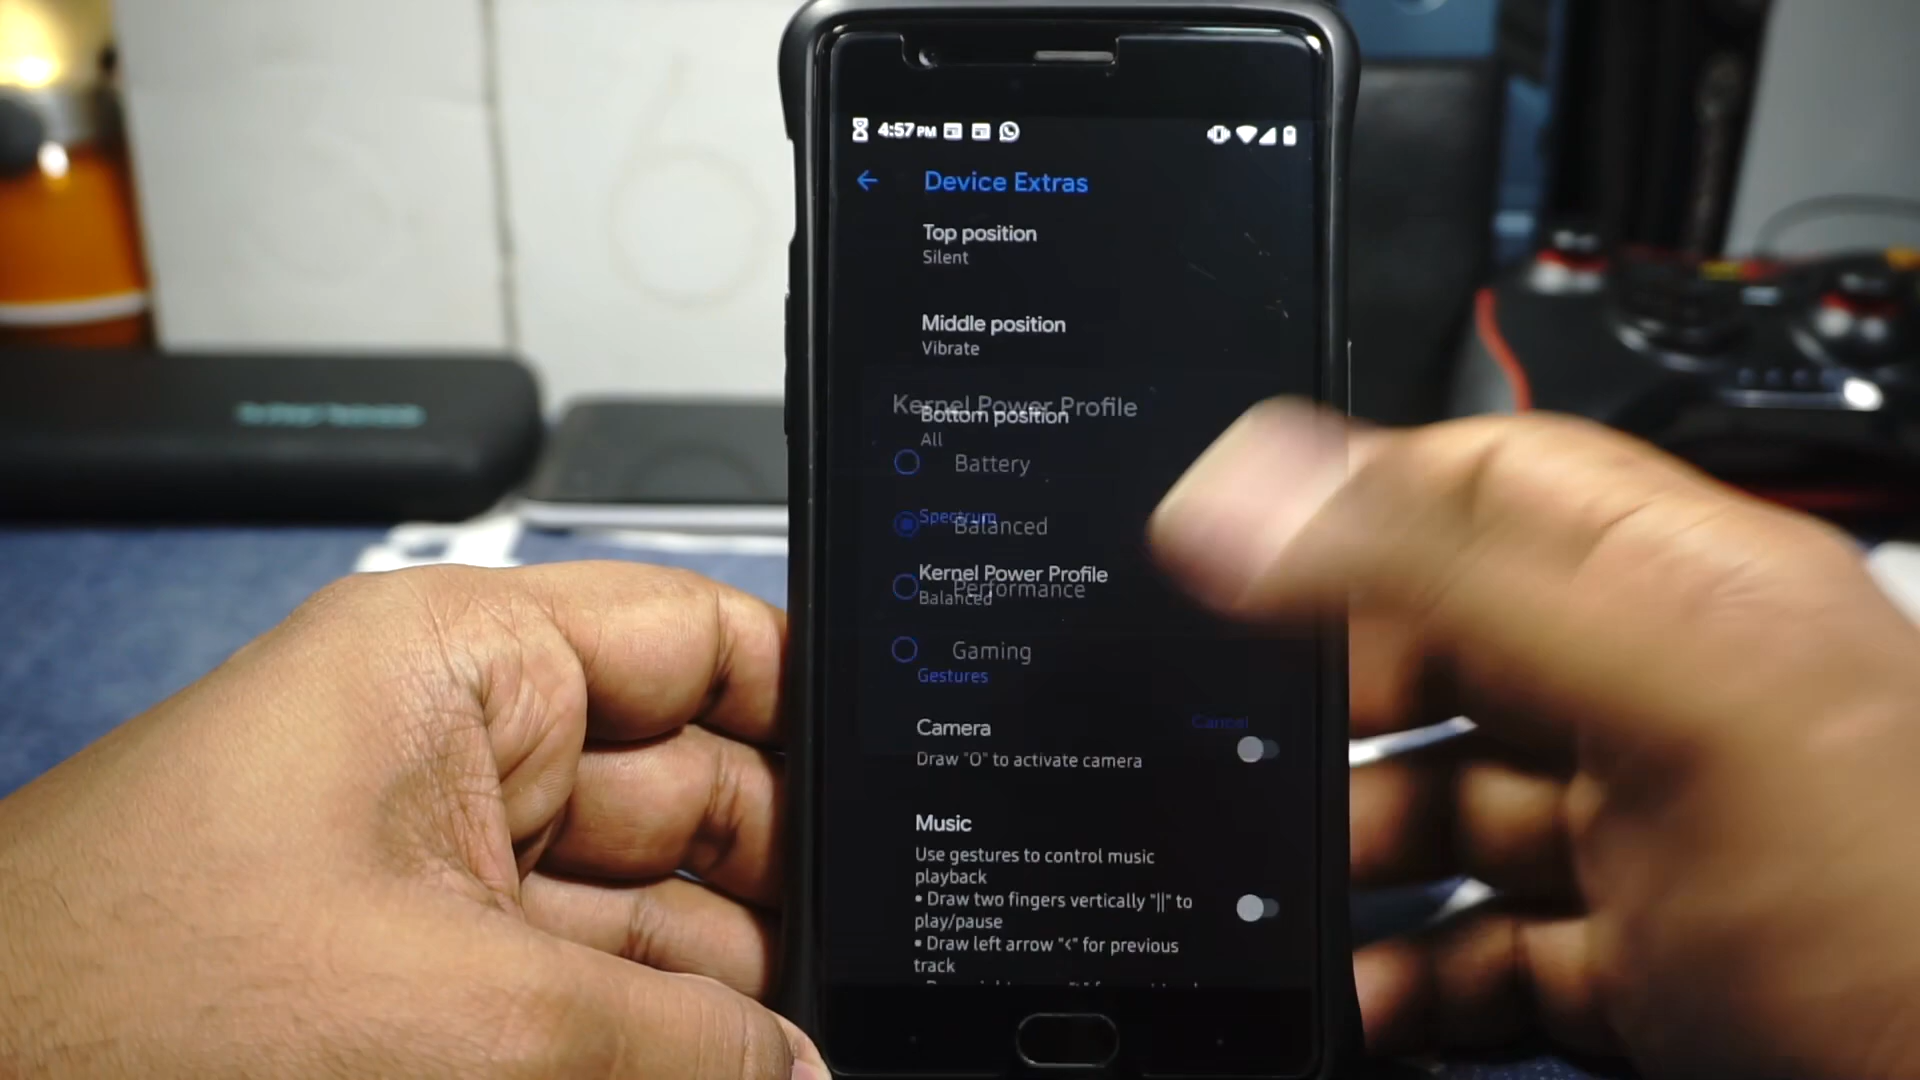 4:57 PM
Device Extras
Top position
Silent
Middle position
Vibrate
Kernel Power Profile
Bottom position
All
Battery
Spectrum
Balanced
Kernel Power Profile
Performance
Balanced
Gaming
Gestures
Cancel
Camera
Draw "O" to activate camera
Music
Use gestures to control music
playback
• Draw two fingers vertically "||" to
play/pause
• Draw left arrow "<" for previous
track